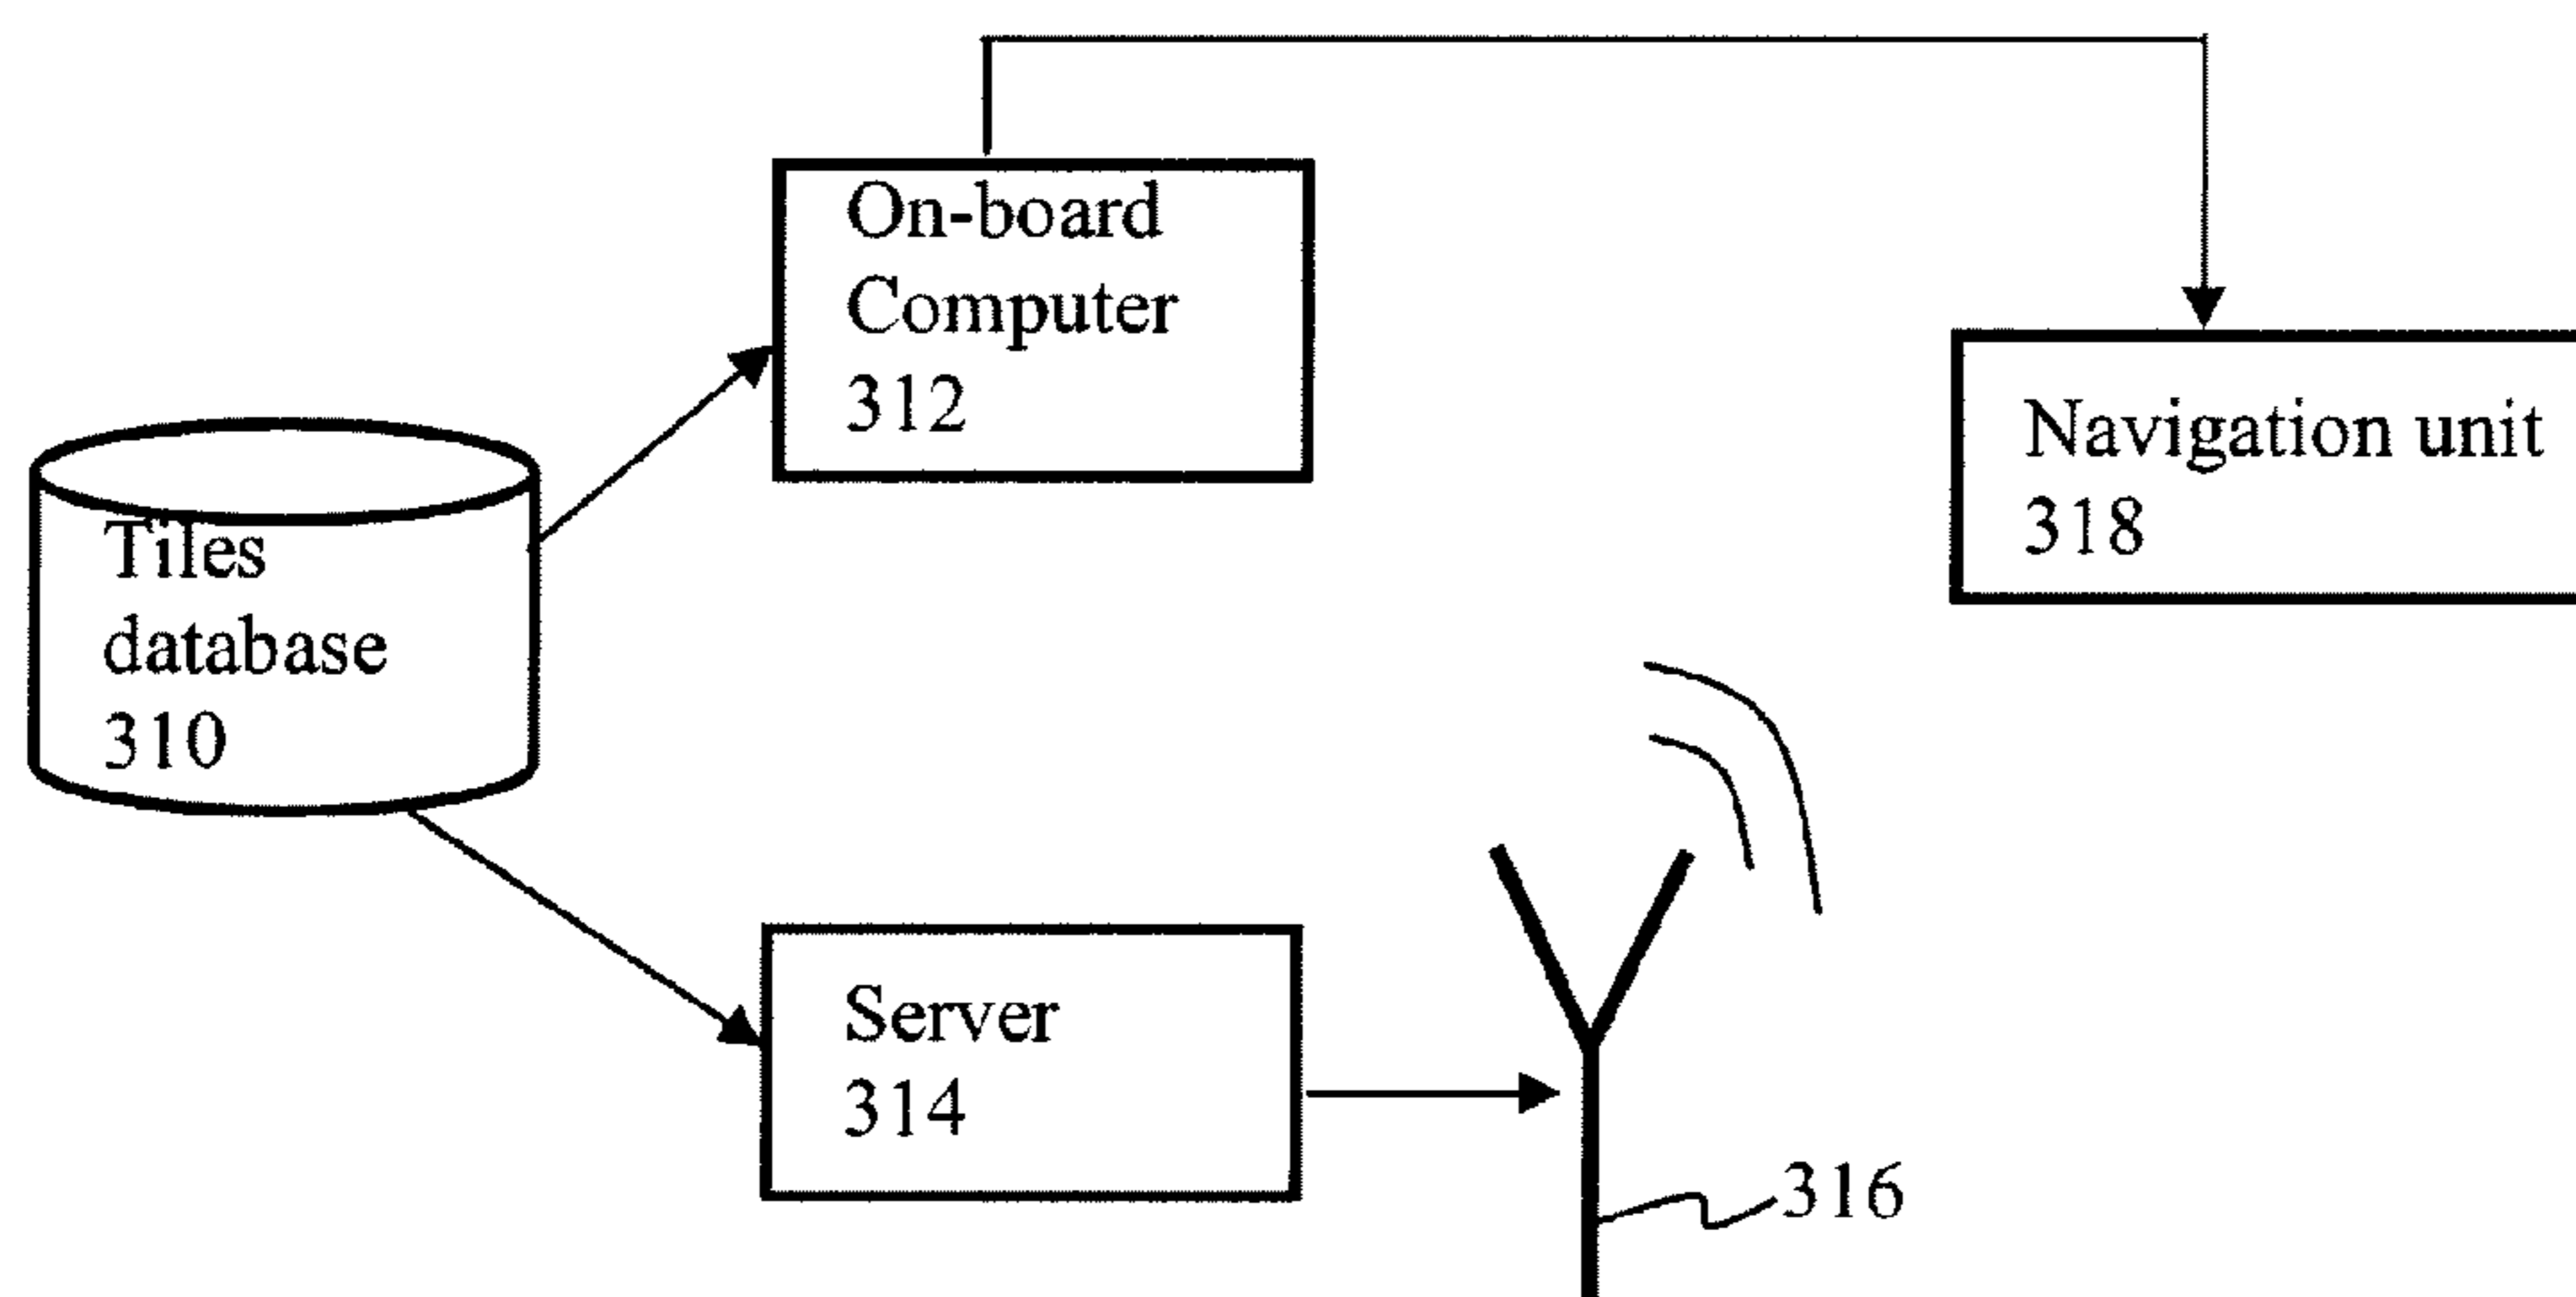 On-board
Computer
312
Navigation unit
318
Tiles
database
310
Server
314
316